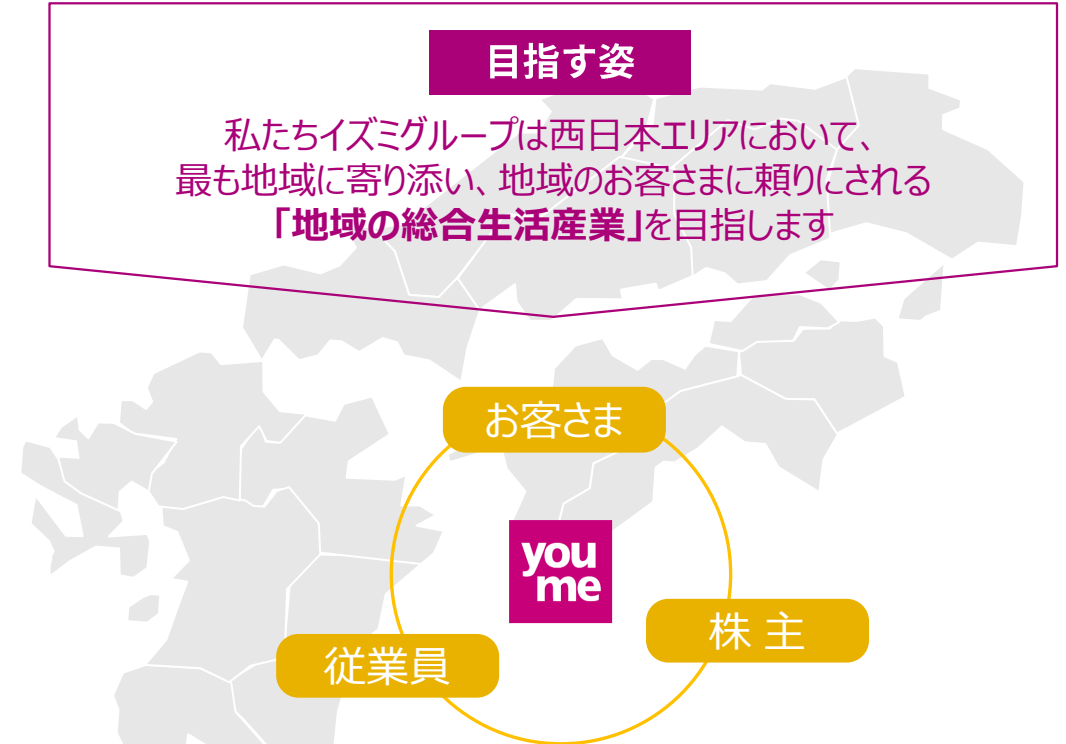 目指す姿
私たちイズミグループは西日本エリアにおいて、
最も地域に寄り添い、地域のお客さまに頼りにされる
「地域の総合生活産業」を目指します
お客さま
you
me
株 主
従業員